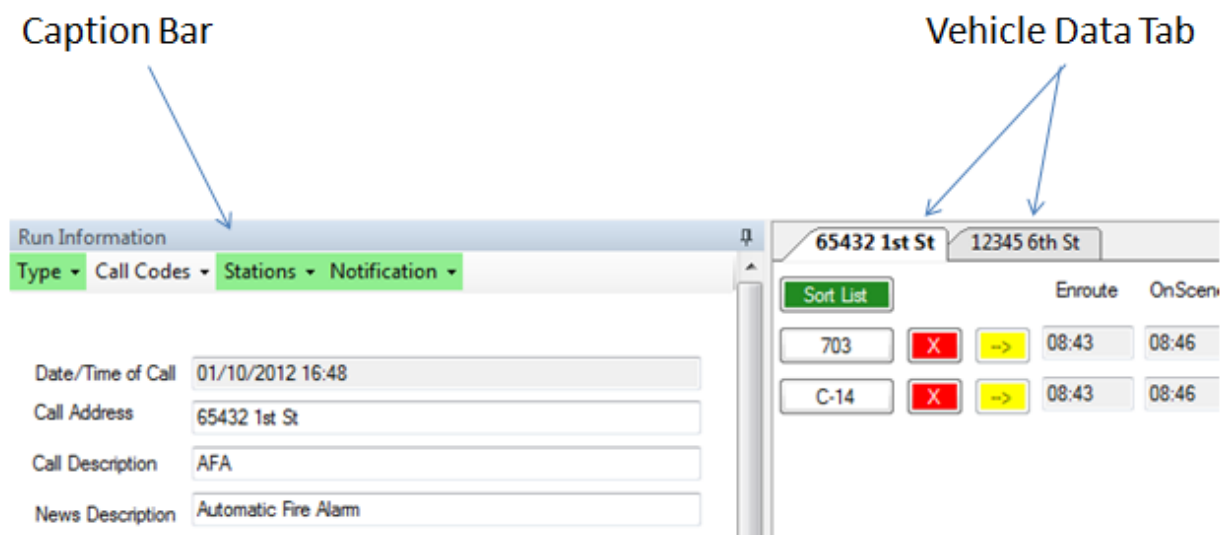 Caption Bar
Vehicle Data Tab
Run Information
65432 1st St 12345 6th St
Type Call Codes Stations Notification
Sort List Enroute OnScen
703 X --> 08:43 08:46
Date/Time of Call 01/10/2012 16:48
C-14 X --> 08:43 08:46
Call Address 65432 1st St
Call Description AFA
News Description Automatic Fire Alarm